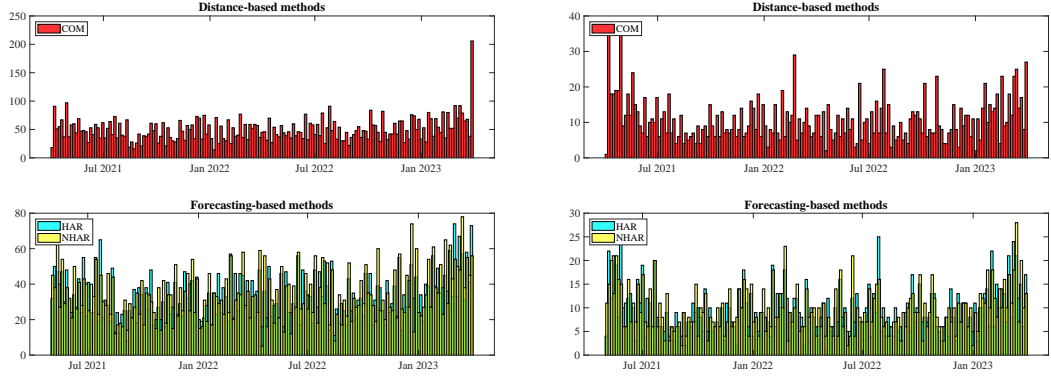 Distance-based methods
250
200
150
100
50
0
COM
Jul 2021
Jan 2022
Jul 2022
Jan 2023
Distance-based methods
40
30
20
10
0
COM
Jul 2021
Jan 2022
Jul 2022
Jan 2023
Forecasting-based methods
80
60
40
20
0
HAR
NHAR
Jul 2021
Jan 2022
Jul 2022
Jan 2023
Forecasting-based methods
30
25
20
15
10
5
0
HAR
NHAR
Jul 2021
Jan 2022
Jul 2022
Jan 2023